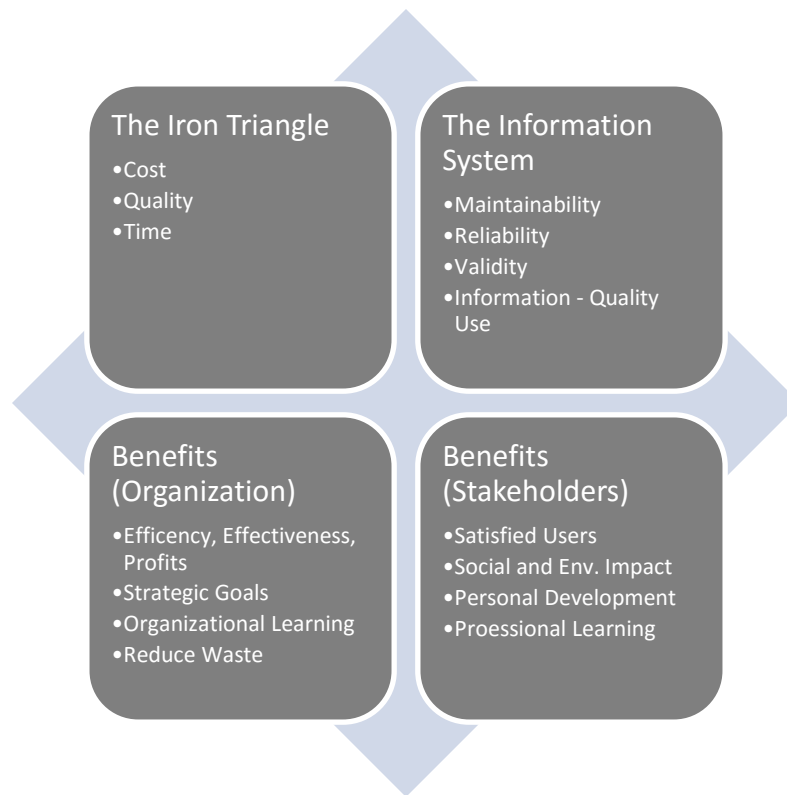 The Iron Triangle
•Cost
•Quality
•Time
The Information
System
•Maintainability
•Reliability
•Validity
•Information - Quality
Use
Benefits
(Organization)
•Efficency, Effectiveness,
Profits
•Strategic Goals
•Organizational Learning
•Reduce Waste
Benefits
(Stakeholders)
•Satisfied Users
•Social and Env. Impact
•Personal Development
•Proessional Learning